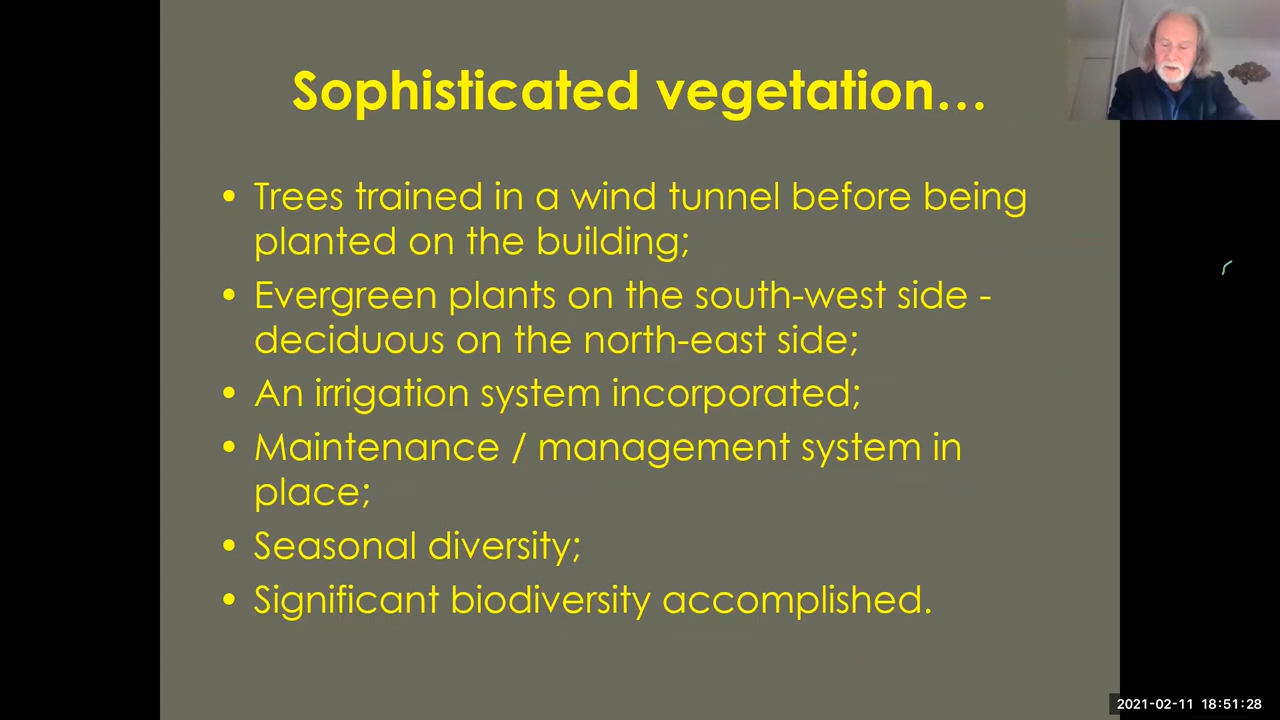 Sophisticated vegetation…
• Trees trained in a wind tunnel before being
planted on the building;
• Evergreen plants on the south-west side -
deciduous on the north-east side;
• An irrigation system incorporated;
• Maintenance / management system in
place;
• Seasonal diversity;
• Significant biodiversity accomplished.
2021-02-11 18:51:28